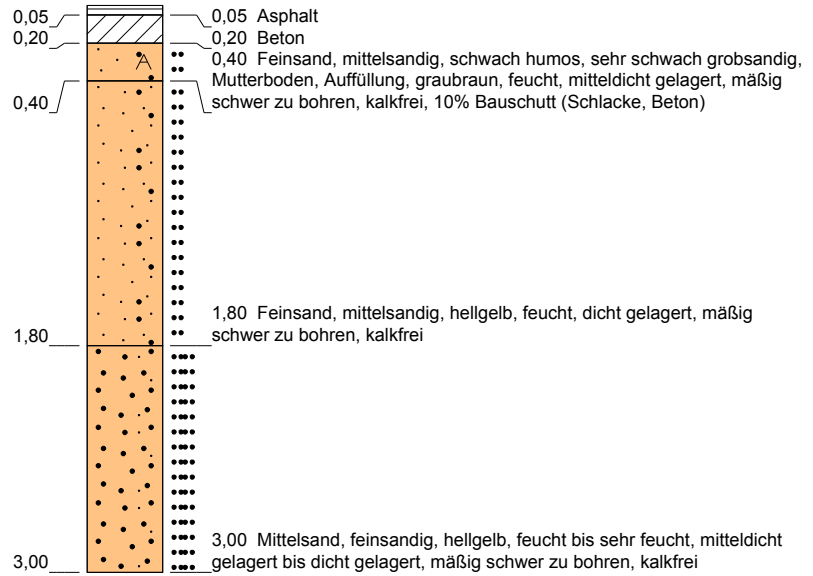 0,05
0,05 Asphalt
0,20
0,20 Beton
0,40 Feinsand, mittelsandig, schwach humos, sehr schwach grobsandig,
Mutterboden, Auffüllung, graubraun, feucht, mitteldicht gelagert, mäßig
schwer zu bohren, kalkfrei, 10% Bauschutt (Schlacke, Beton)
A
0,40
1,80 Feinsand, mittelsandig, hellgelb, feucht, dicht gelagert, mäßig
schwer zu bohren, kalkfrei
1,80
3,00 Mittelsand, feinsandig, hellgelb, feucht bis sehr feucht, mitteldicht
gelagert bis dicht gelagert, mäßig schwer zu bohren, kalkfrei
3,00